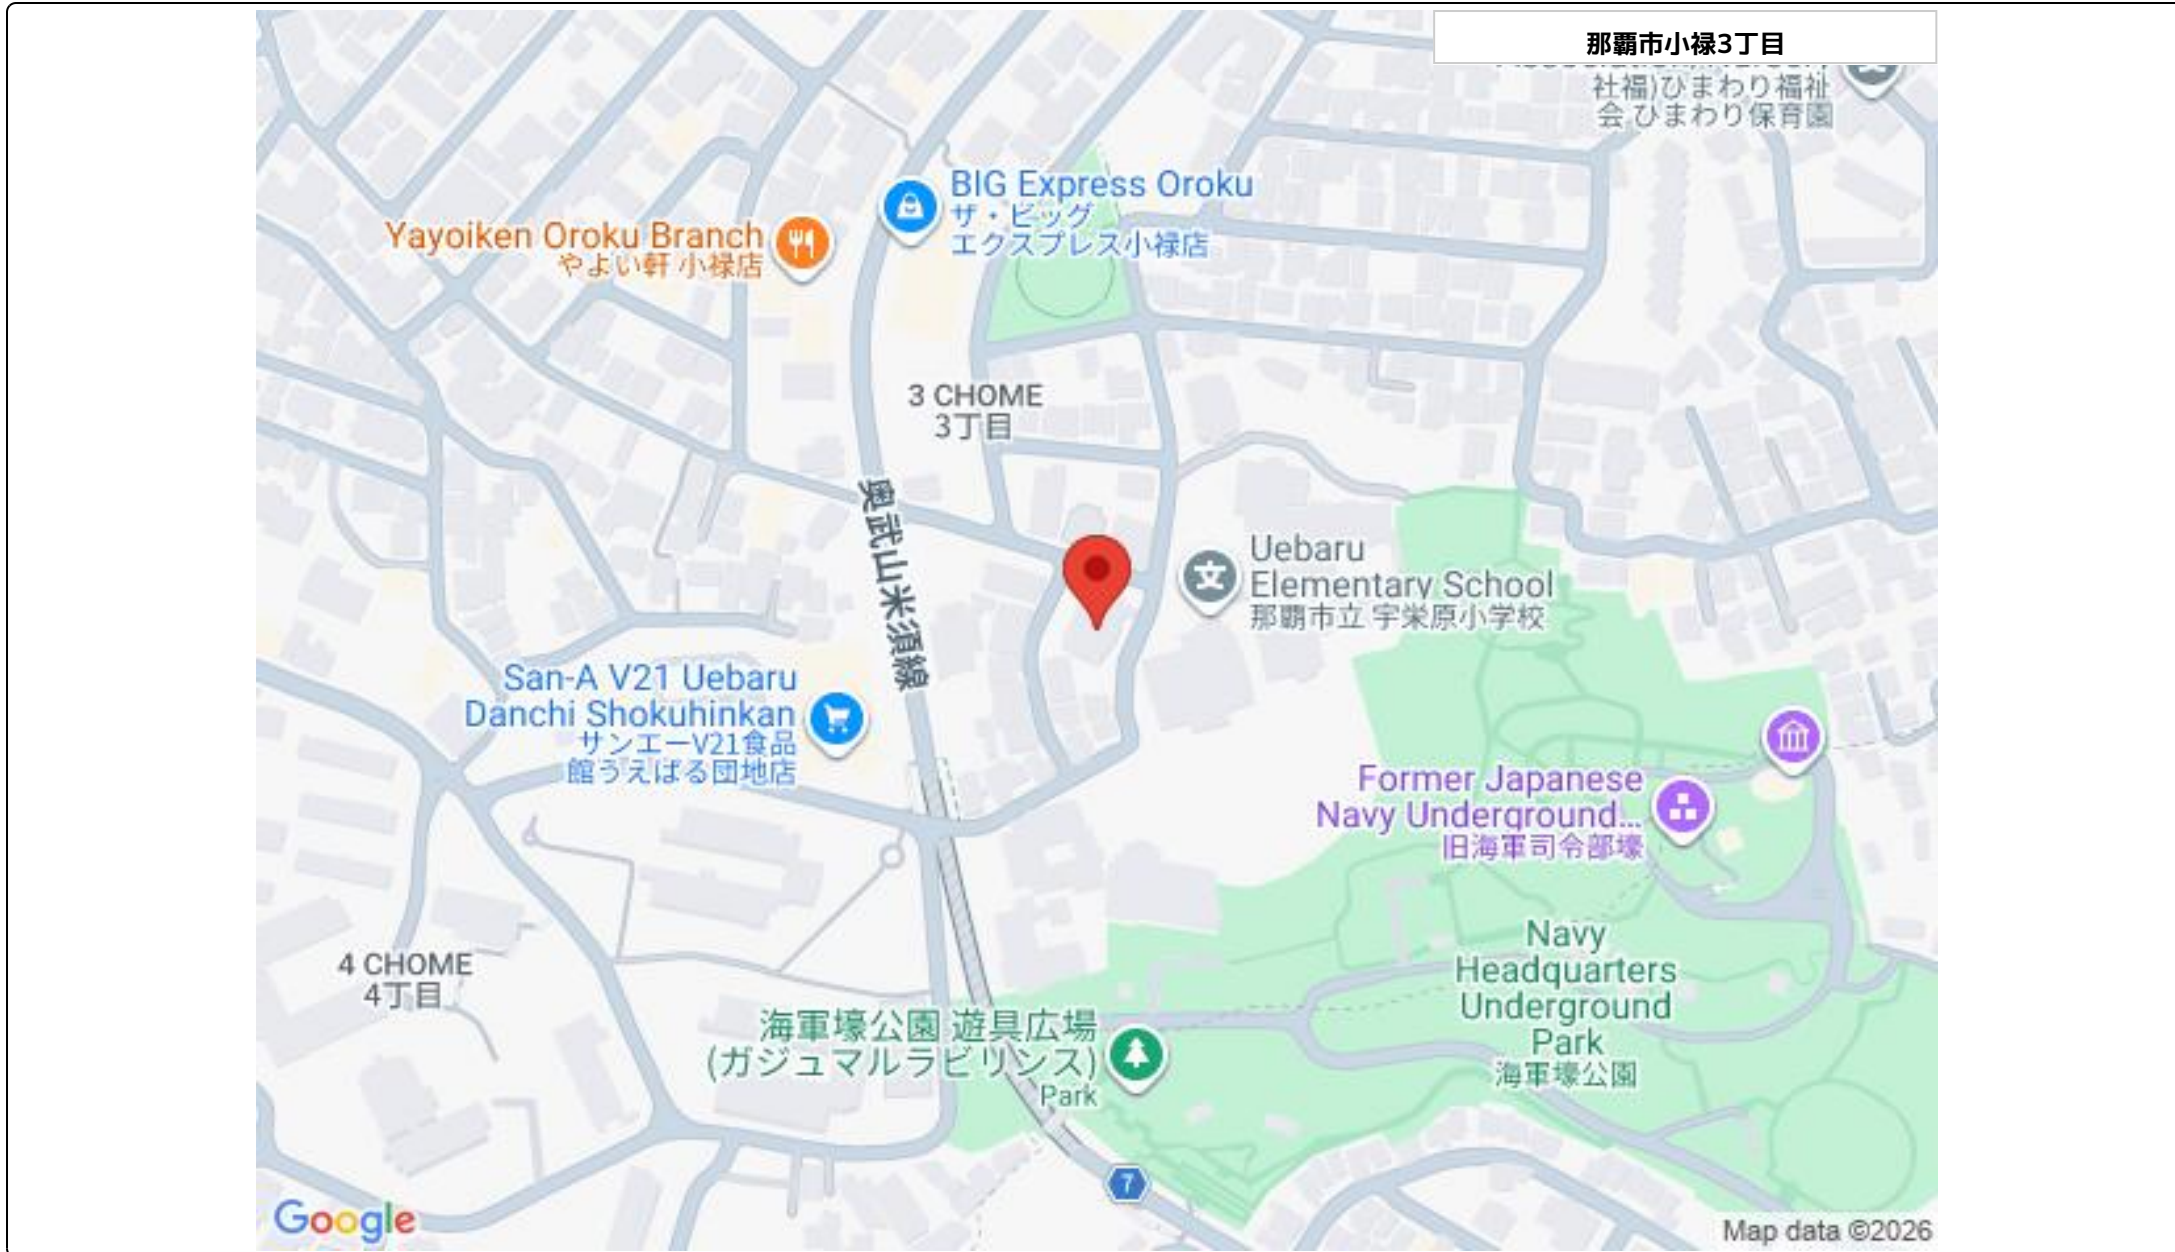 那覇市小禄3丁目
社福)ひまわり福祉
会 ひまわり保育園
BIG Express Oroku
ザ・ビッグ
エクスプレス小禄店
Yayoiken Oroku Branch
やよい軒 小禄店
3 CHOME
3丁目
奥武山米須線
Uebaru
Elementary School
那覇市立 宇栄原小学校
San-A V21 Uebaru
Danchi Shokuhinkan
サンエーV21食品
館うえばる団地店
Former Japanese
Navy Underground...
旧海軍司令部壕
4 CHOME
4丁目
Navy
Headquarters
Underground
Park
海軍壕公園
海軍壕公園 遊具広場
(ガジュマルラビリンス)
Park
7
Google
Map data ©2026